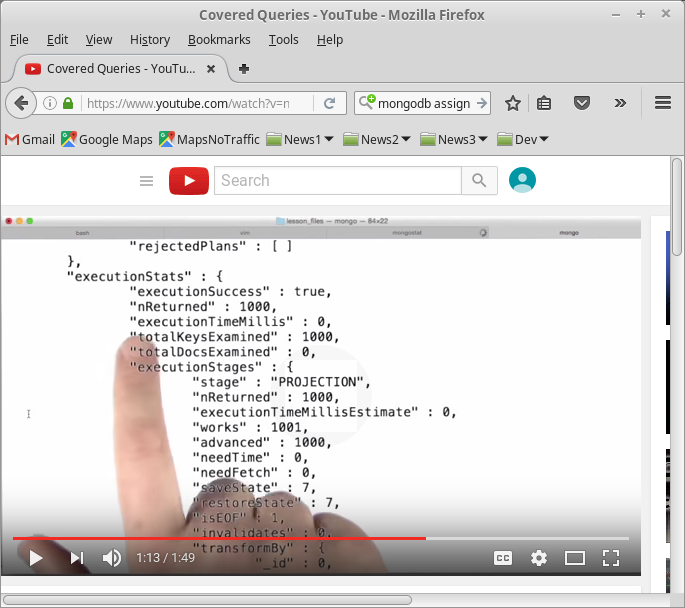 Covered Queries - YouTube - Mozilla Firefox
File Edit View History Bookmarks Tools Help
Covered Queries - YouTu...
https://www.youtube.com/watch?v=n
mongodb assign
Gmail Google Maps MapsNoTraffic News1 News2 News3 Dev
Search
lesson_files — mongo — 84×22
bash vim mongostat mongo
"rejectedPlans" : [ ]
},
"executionStats" : {
"executionSuccess" : true,
"nReturned" : 1000,
"executionTimeMillis" : 0,
"totalKeysExamined" : 1000,
"totalDocsExamined" : 0,
"executionStages" : {
"stage" : "PROJECTION",
"nReturned" : 1000,
"executionTimeMillisEstimate" : 0,
"works" : 1001,
"advanced" : 1000,
"needTime" : 0,
"needFetch" : 0,
"saveState" : 7,
"restoreState" : 7,
"isEOF" : 1,
"invalidates" : 0,
"transformBy" : {
"_id" : 0,
1:13 / 1:49
CC